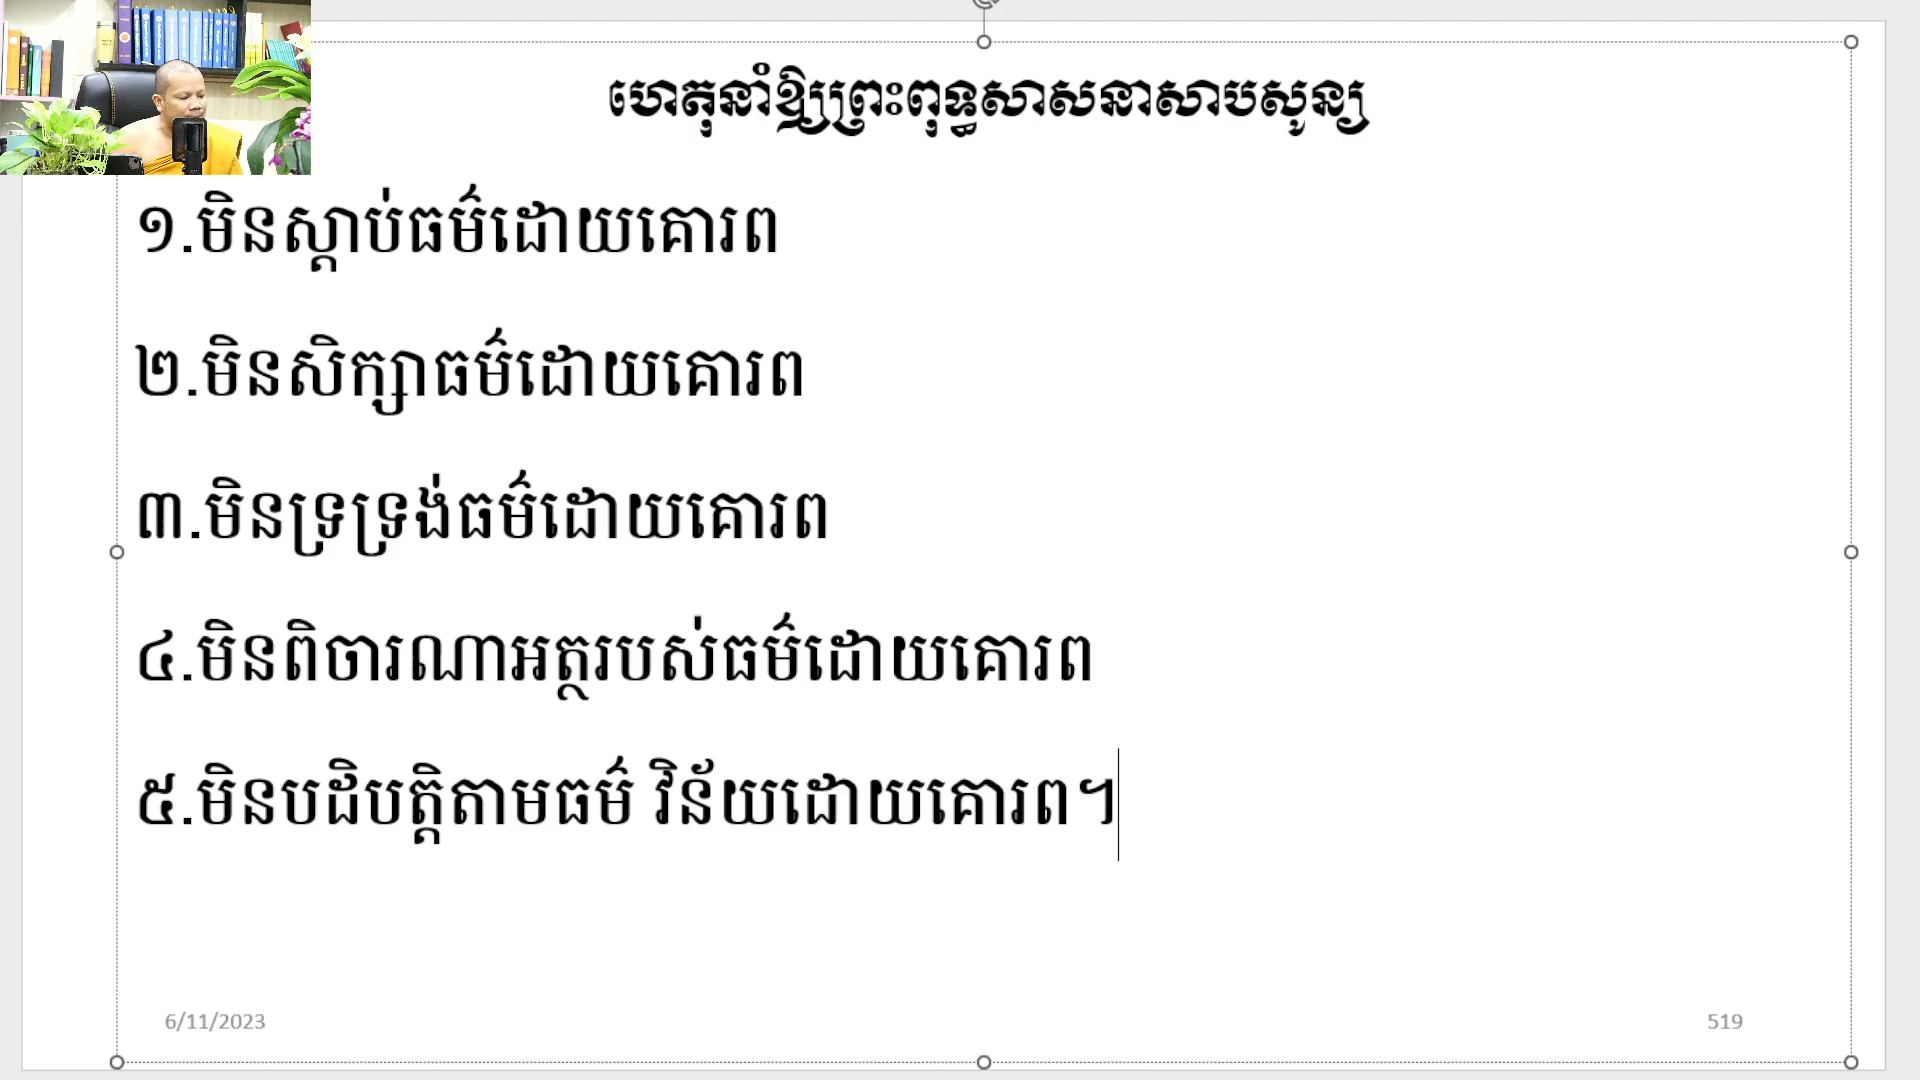 ហេតុនាំឱ្យព្រះពុទ្ធសាសនាសាបសូន្យ
១.មិនស្តាប់ធម៌ដោយគោរព
២.មិនសិក្សាធម៌ដោយគោរព
៣.មិនទ្រទ្រង់ធម៌ដោយគោរព
៤.មិនពិចារណាអត្ថរបស់ធម៌ដោយគោរព
៥.មិនបដិបត្តិតាមធម៌ វិន័យដោយគោរព។
6/11/2023
519